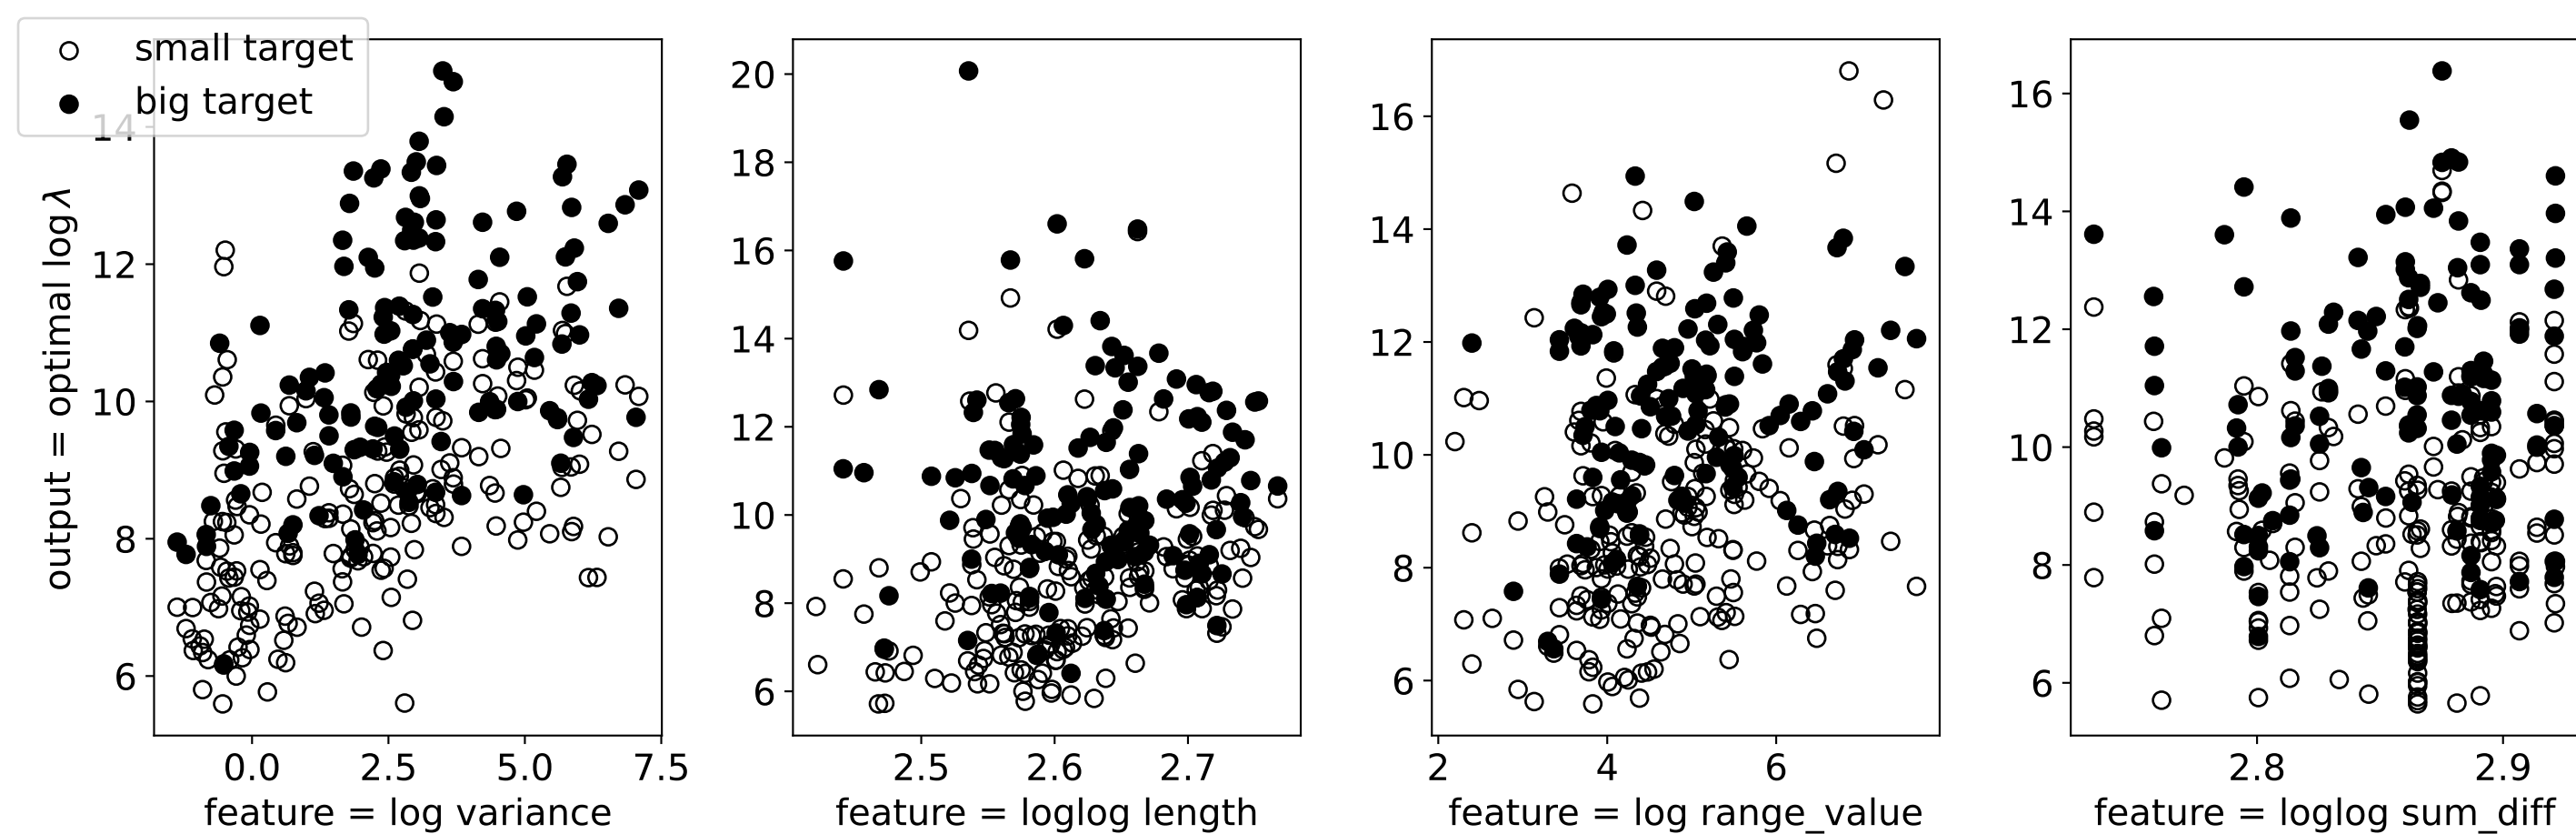 small target
big target
output = optimal log λ
14
12
10
8
6
0.0 2.5 5.0 7.5
feature = log variance
20
18
16
14
12
10
8
6
2.5 2.6 2.7
feature = loglog length
16
14
12
10
8
6
2 4 6
feature = log range_value
16
14
12
10
8
6
2.8 2.9
feature = loglog sum_diff